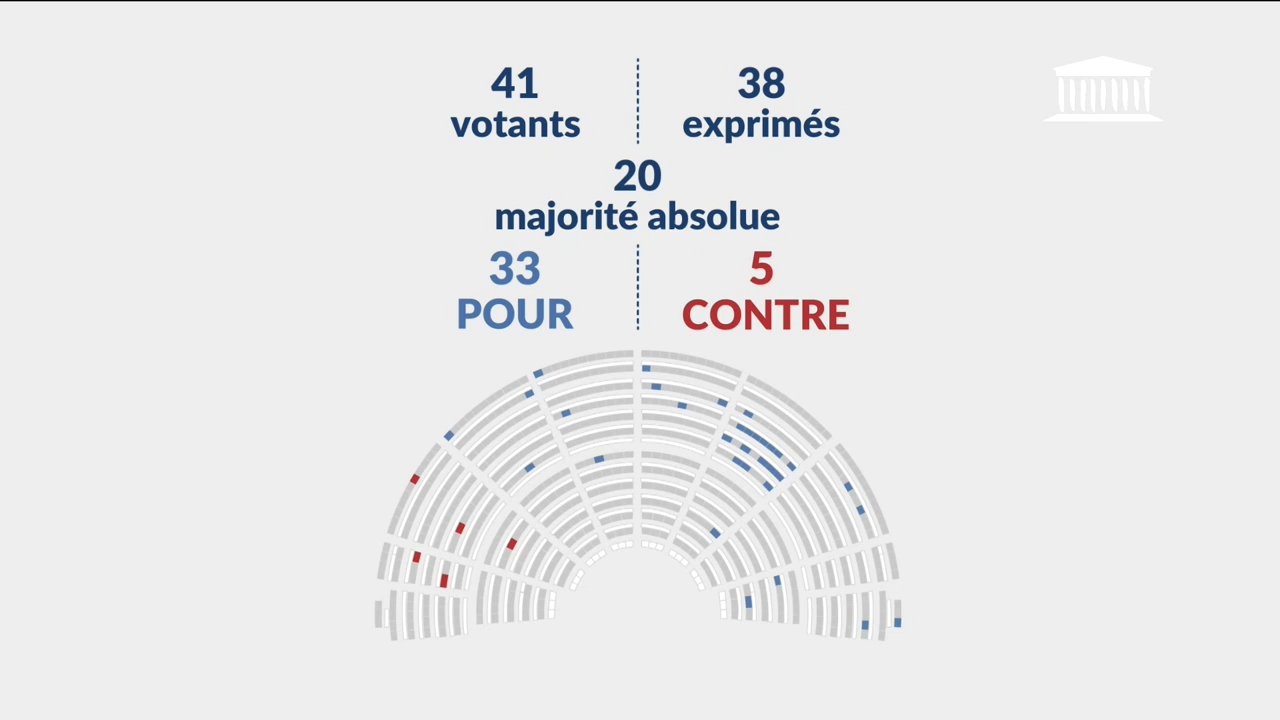 41
votants
38
exprimés
20
majorité absolue
33
POUR
5
CONTRE